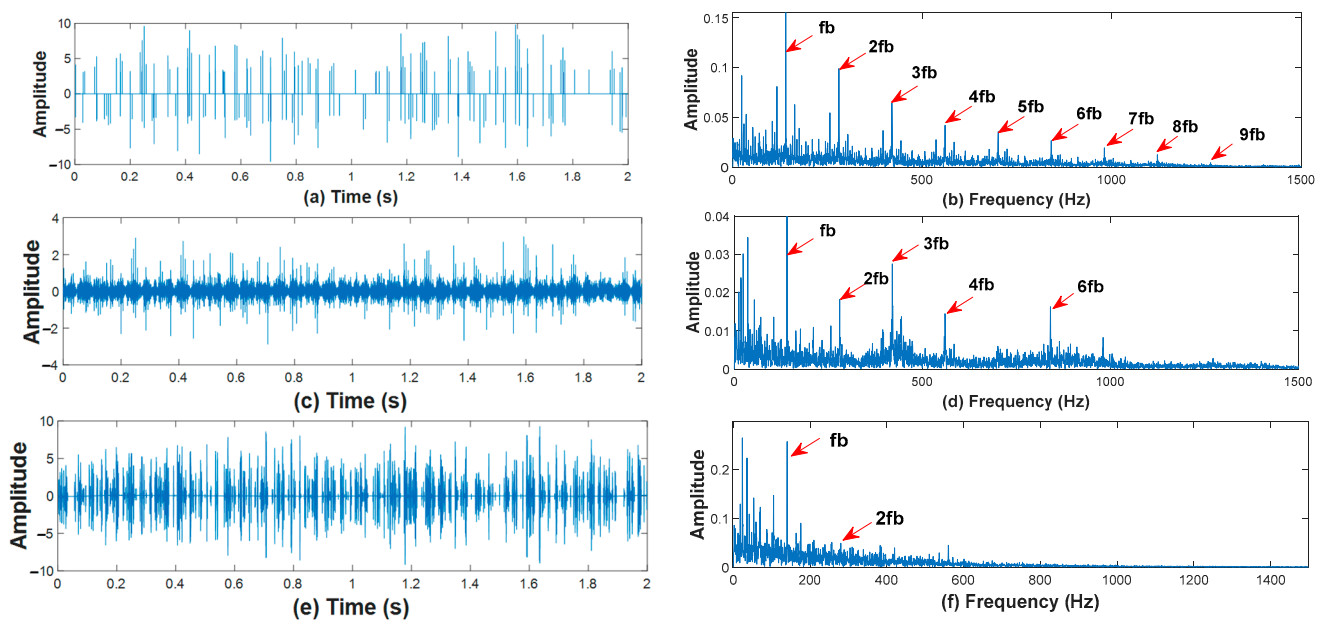 Amplitude
10
5
0
−5
−10
0 0.2 0.4 0.6 0.8 1 1.2 1.4 1.6 1.8 2
(a) Time (s)
Amplitude
0.15
0.1
0.05
0
fb
2fb
3fb
4fb
5fb
6fb
7fb
8fb
9fb
0 500 1000 1500
(b) Frequency (Hz)
Amplitude
4
2
0
−2
−4
0 0.2 0.4 0.6 0.8 1 1.2 1.4 1.6 1.8 2
(c) Time (s)
Amplitude
0.04
0.03
0.02
0.01
0
fb
2fb
3fb
4fb
6fb
0 500 1000 1500
(d) Frequency (Hz)
Amplitude
10
5
0
−5
−10
0 0.2 0.4 0.6 0.8 1 1.2 1.4 1.6 1.8 2
(e) Time (s)
Amplitude
0.2
0.1
0
fb
2fb
0 200 400 600 800 1000 1200 1400
(f) Frequency (Hz)